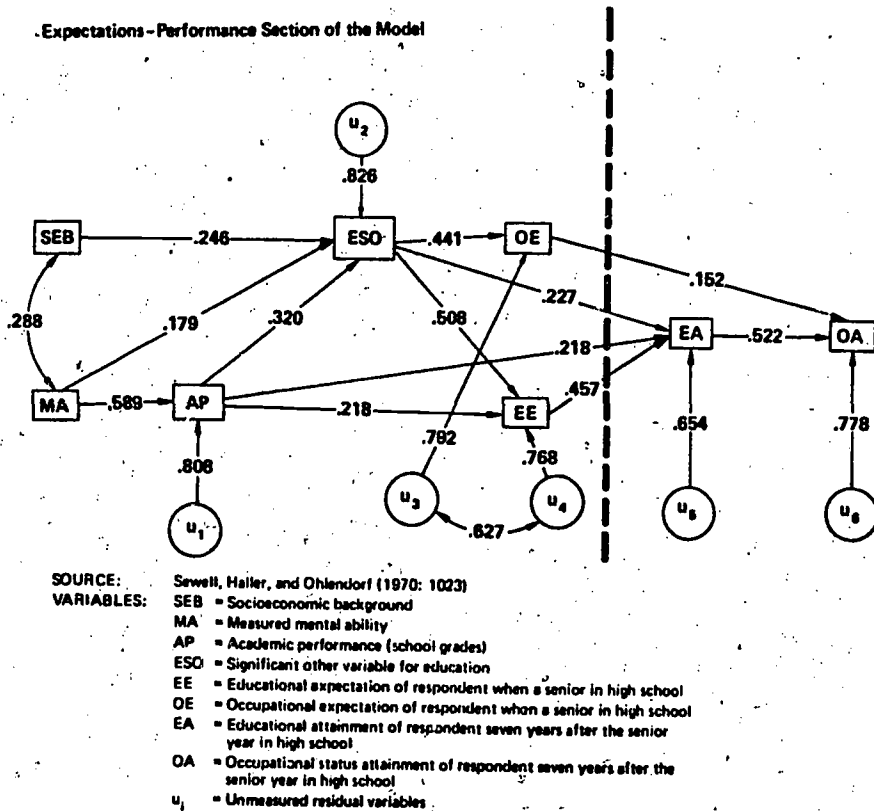 Expectations-Performance Section of the Model
u2
.826
SEB
.246
ESO
.441
OE
.152
.288
.179
.320
.508
.227
.218
EA
.522
OA
MA
.589
AP
.218
EE
.457
.808
.792
.768
.654
.778
u1
u3
.627
u4
u5
u6
SOURCE: Sewell, Haller, and Ohlendorf (1970: 1023)
VARIABLES: SEB = Socioeconomic background
MA = Measured mental ability
AP = Academic performance (school grades)
ESO = Significant other variable for education
EE = Educational expectation of respondent when a senior in high school
OE = Occupational expectation of respondent when a senior in high school
EA = Educational attainment of respondent seven years after the senior
year in high school
OA = Occupational status attainment of respondent seven years after the
senior year in high school
ui = Unmeasured residual variables